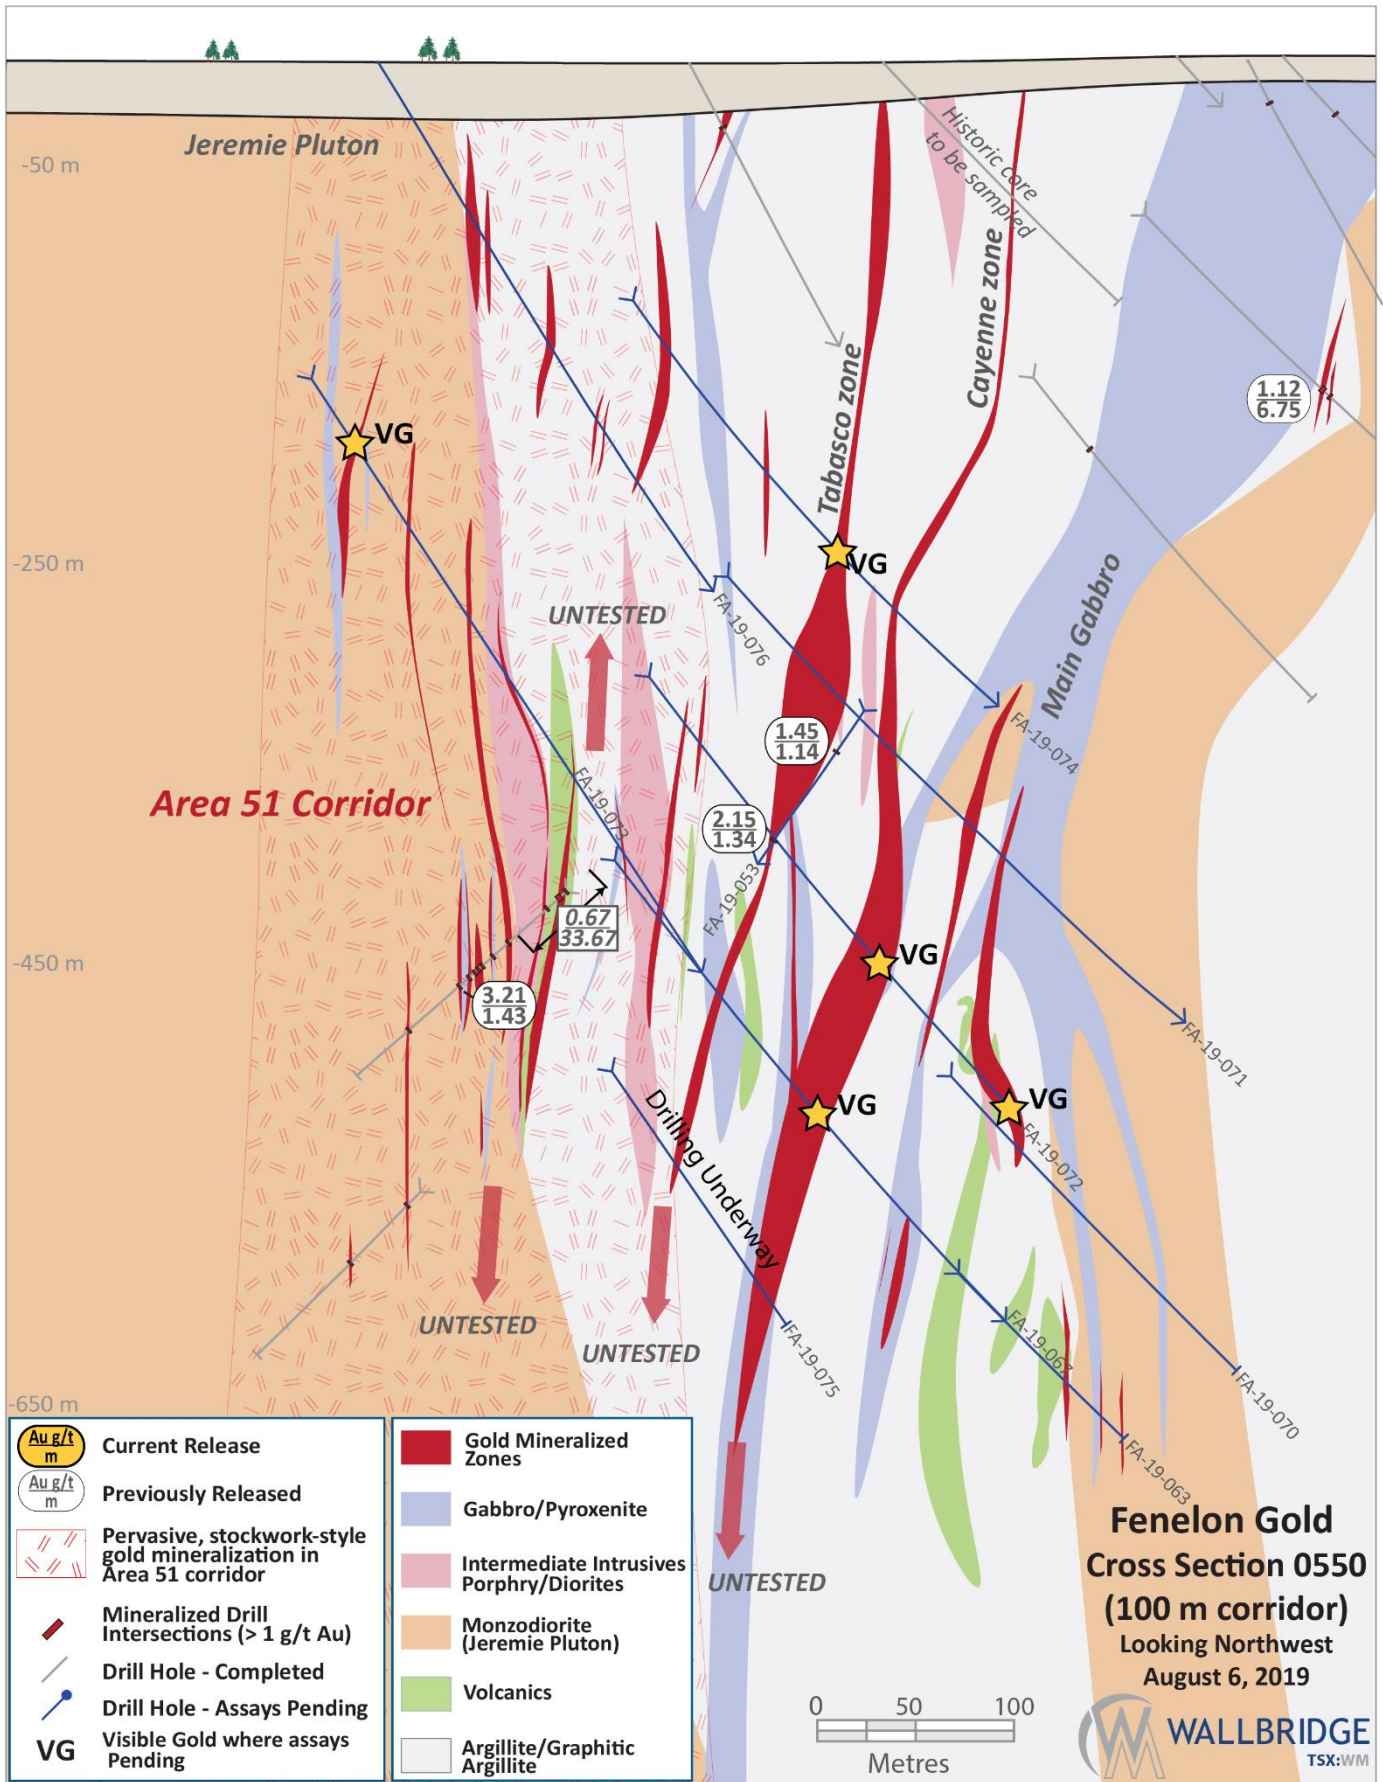 Jeremie Pluton
-50 m
Historic core
to be sampled
Cayenne zone
Tabasco zone
1.12
6.75
VG
VG
-250 m
UNTESTED
FA-19-076
Main Gabbro
1.45
1.14
FA-19-074
Area 51 Corridor
FA-19-073
2.15
1.34
FA-19-053
0.67
33.67
-450 m
VG
3.21
1.43
FA-19-071
VG
VG
Drilling Underway
FA-19-072
UNTESTED
UNTESTED
FA-19-075
FA-19-067
FA-19-070
-650 m
FA-19-063
UNTESTED
Au g/t
m
Current Release
Au g/t
m
Previously Released
Pervasive, stockwork-style
gold mineralization in
Area 51 corridor
Mineralized Drill
Intersections (> 1 g/t Au)
Drill Hole - Completed
Drill Hole - Assays Pending
VG
Visible Gold where assays
Pending
Gold Mineralized
Zones
Gabbro/Pyroxenite
Intermediate Intrusives
Porphry/Diorites
Monzodiorite
(Jeremie Pluton)
Volcanics
Argillite/Graphitic
Argillite
0 50 100
Metres
Fenelon Gold
Cross Section 0550
(100 m corridor)
Looking Northwest
August 6, 2019
WALLBRIDGE
TSX:WM